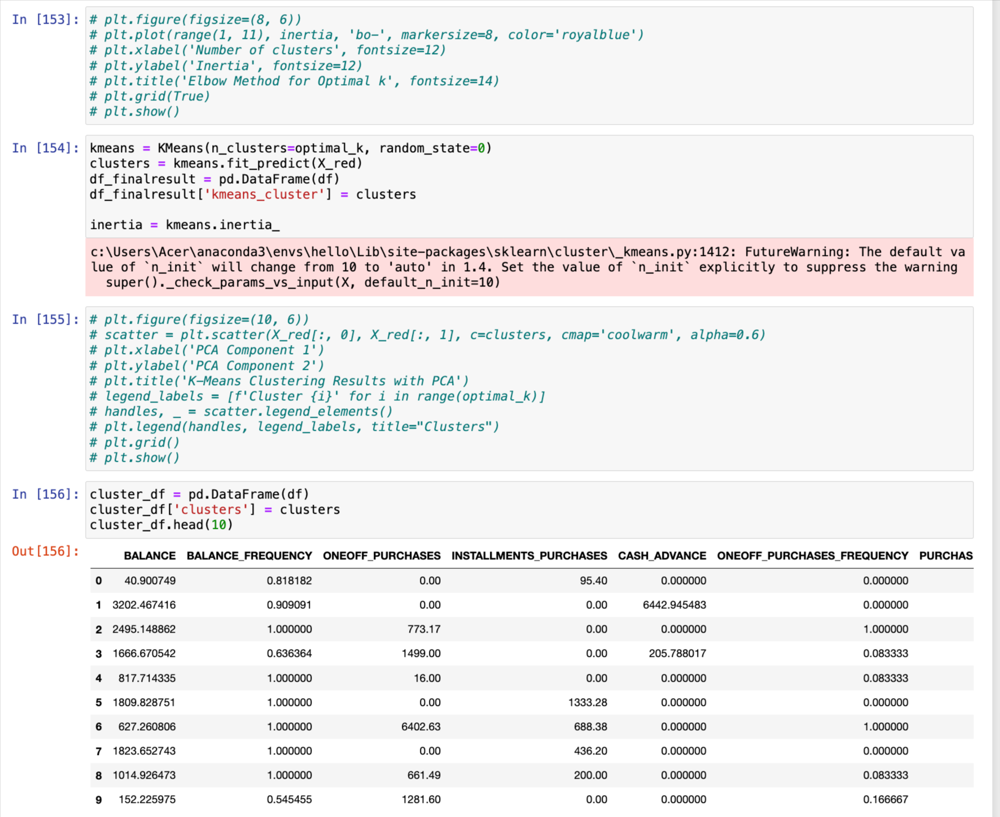 In [153]: # plt.figure(figsize=(8, 6))
# plt.plot(range(1, 11), inertia, 'bo-', markersize=8, color='royalblue')
# plt.xlabel('Number of clusters', fontsize=12)
# plt.ylabel('Inertia', fontsize=12)
# plt.title('Elbow Method for Optimal k', fontsize=14)
# plt.grid(True)
# plt.show()
In [154]: kmeans = KMeans(n_clusters=optimal_k, random_state=0)
clusters = kmeans.fit_predict(X_red)
df_finalresult = pd.DataFrame(df)
df_finalresult['kmeans_cluster'] = clusters
inertia = kmeans.inertia_
c:\Users\Acer\anaconda3\envs\hello\Lib\site-packages\sklearn\cluster\_kmeans.py:1412: FutureWarning: The default va
lue of `n_init` will change from 10 to 'auto' in 1.4. Set the value of `n_init` explicitly to suppress the warning
super()._check_params_vs_input(X, default_n_init=10)
In [155]: # plt.figure(figsize=(10, 6))
# scatter = plt.scatter(X_red[:, 0], X_red[:, 1], c=clusters, cmap='coolwarm', alpha=0.6)
# plt.xlabel('PCA Component 1')
# plt.ylabel('PCA Component 2')
# plt.title('K-Means Clustering Results with PCA')
# legend_labels = [f'Cluster {i}' for i in range(optimal_k)]
# handles, _ = scatter.legend_elements()
# plt.legend(handles, legend_labels, title="Clusters")
# plt.grid()
# plt.show()
In [156]: cluster_df = pd.DataFrame(df)
cluster_df['clusters'] = clusters
cluster_df.head(10)
Out[156]: BALANCE BALANCE_FREQUENCY ONEOFF_PURCHASES INSTALLMENTS_PURCHASES CASH_ADVANCE ONEOFF_PURCHASES_FREQUENCY PURCHAS
0 40.900749 0.818182 0.00 95.40 0.000000 0.000000
1 3202.467416 0.909091 0.00 0.00 6442.945483 0.000000
2 2495.148862 1.000000 773.17 0.00 0.000000 1.000000
3 1666.670542 0.636364 1499.00 0.00 205.788017 0.083333
4 817.714335 1.000000 16.00 0.00 0.000000 0.083333
5 1809.828751 1.000000 0.00 1333.28 0.000000 0.000000
6 627.260806 1.000000 6402.63 688.38 0.000000 1.000000
7 1823.652743 1.000000 0.00 436.20 0.000000 0.000000
8 1014.926473 1.000000 661.49 200.00 0.000000 0.083333
9 152.225975 0.545455 1281.60 0.00 0.000000 0.166667